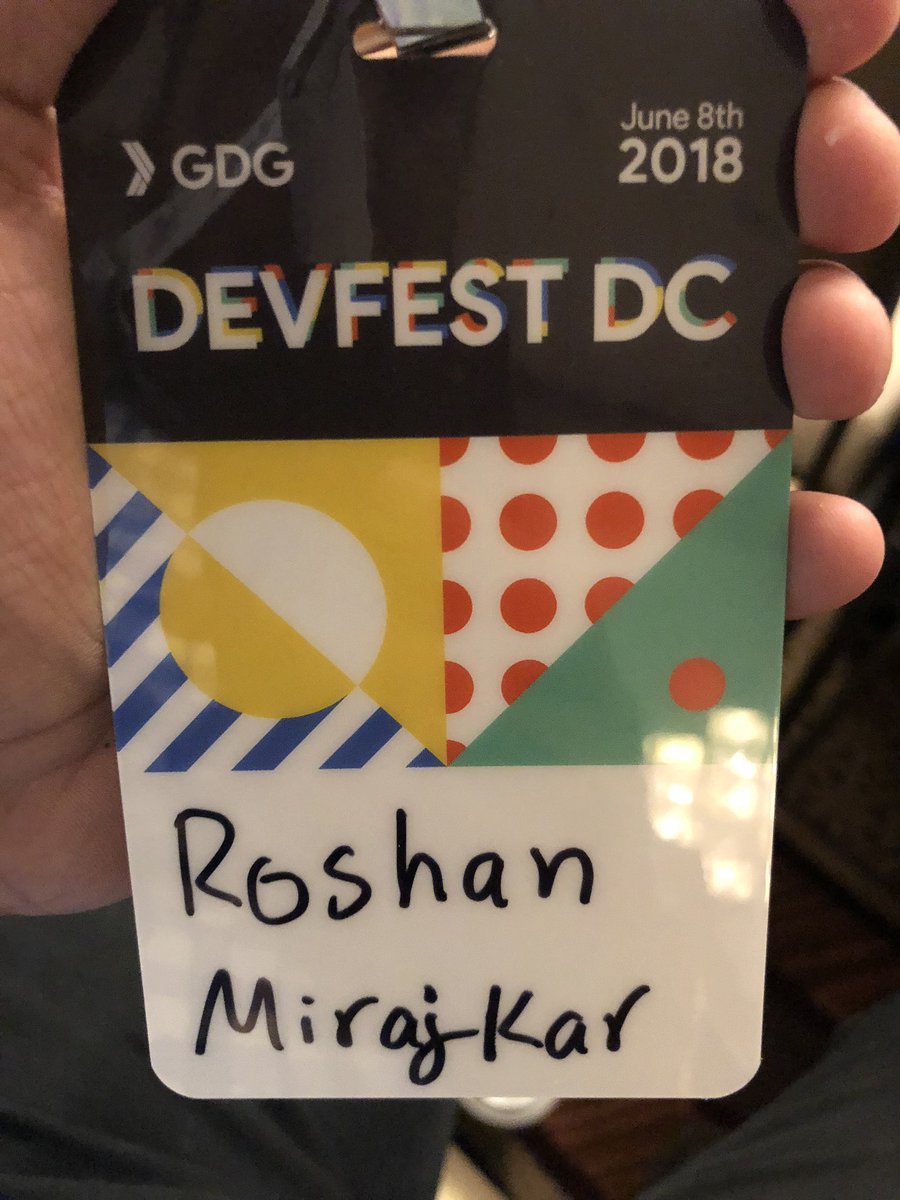 GDG
June 8th
2018
DEVFEST DC
Roshan
Mirajkar